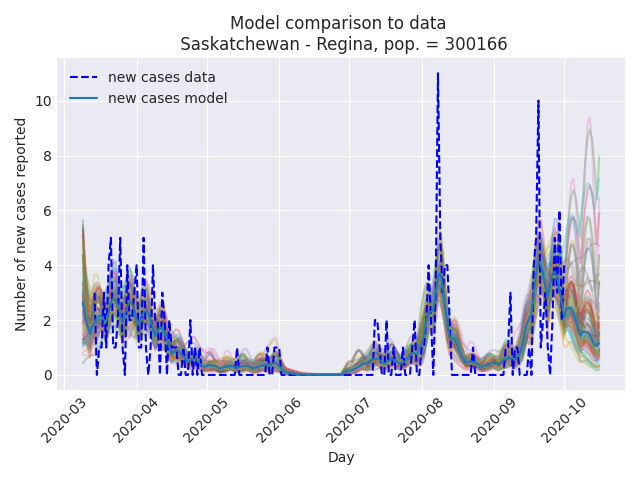 Model comparison to data
Saskatchewan - Regina, pop. = 300166
new cases data
new cases model
Number of new cases reported
10
8
6
4
2
0
2020-03
2020-04
2020-05
2020-06
2020-07
2020-08
2020-09
2020-10
Day